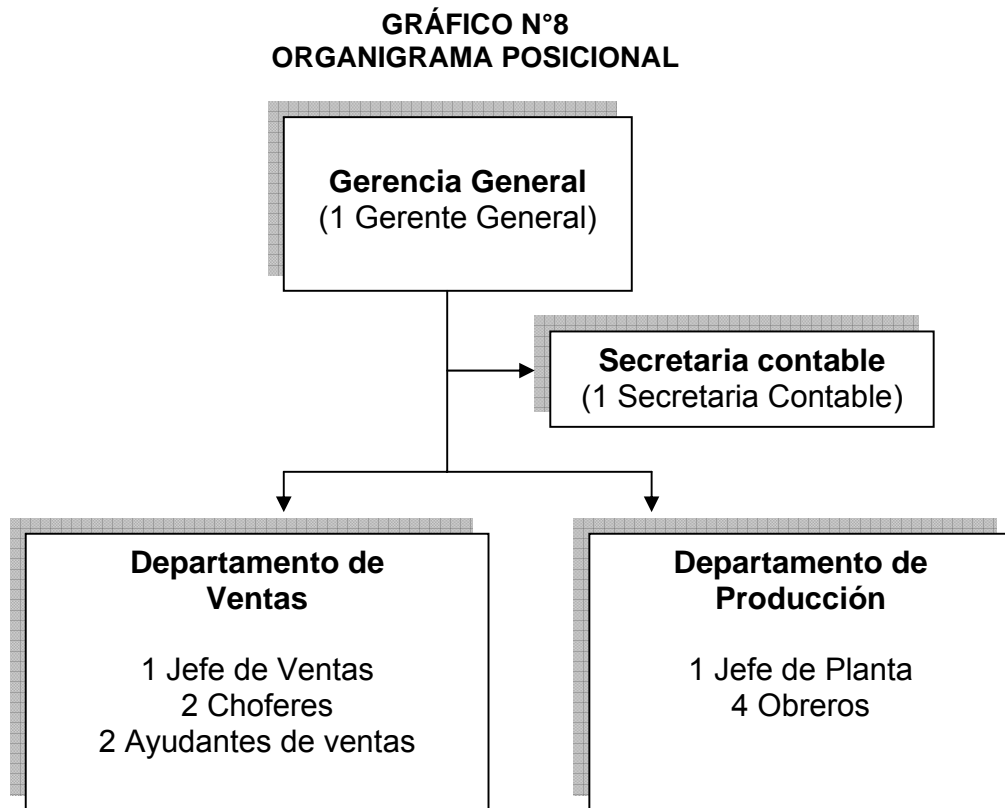 GRÁFICO N°8
ORGANIGRAMA POSICIONAL
Gerencia General
(1 Gerente General)
Secretaria contable
(1 Secretaria Contable)
Departamento de
Ventas
1 Jefe de Ventas
2 Choferes
2 Ayudantes de ventas
Departamento de
Producción
1 Jefe de Planta
4 Obreros